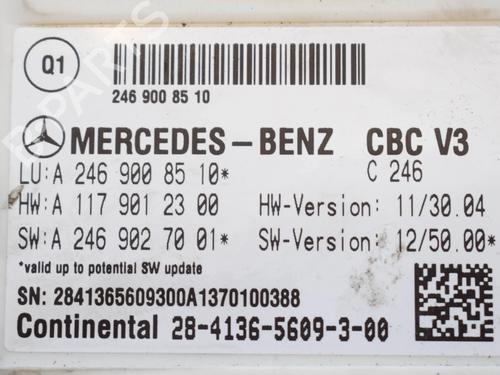 Q1
246 900 85 10
MERCEDES-BENZ CBC V3
LU: A 246 900 85 10* C 246
HW: A 117 901 23 00 HW-Version: 11/30.04
SW: A 246 902 70 01* SW-Version: 12/50.00*
*valid up to potential SW update
SN: 2841365609300A1370100388
Continental 28-4136-5609-3-00